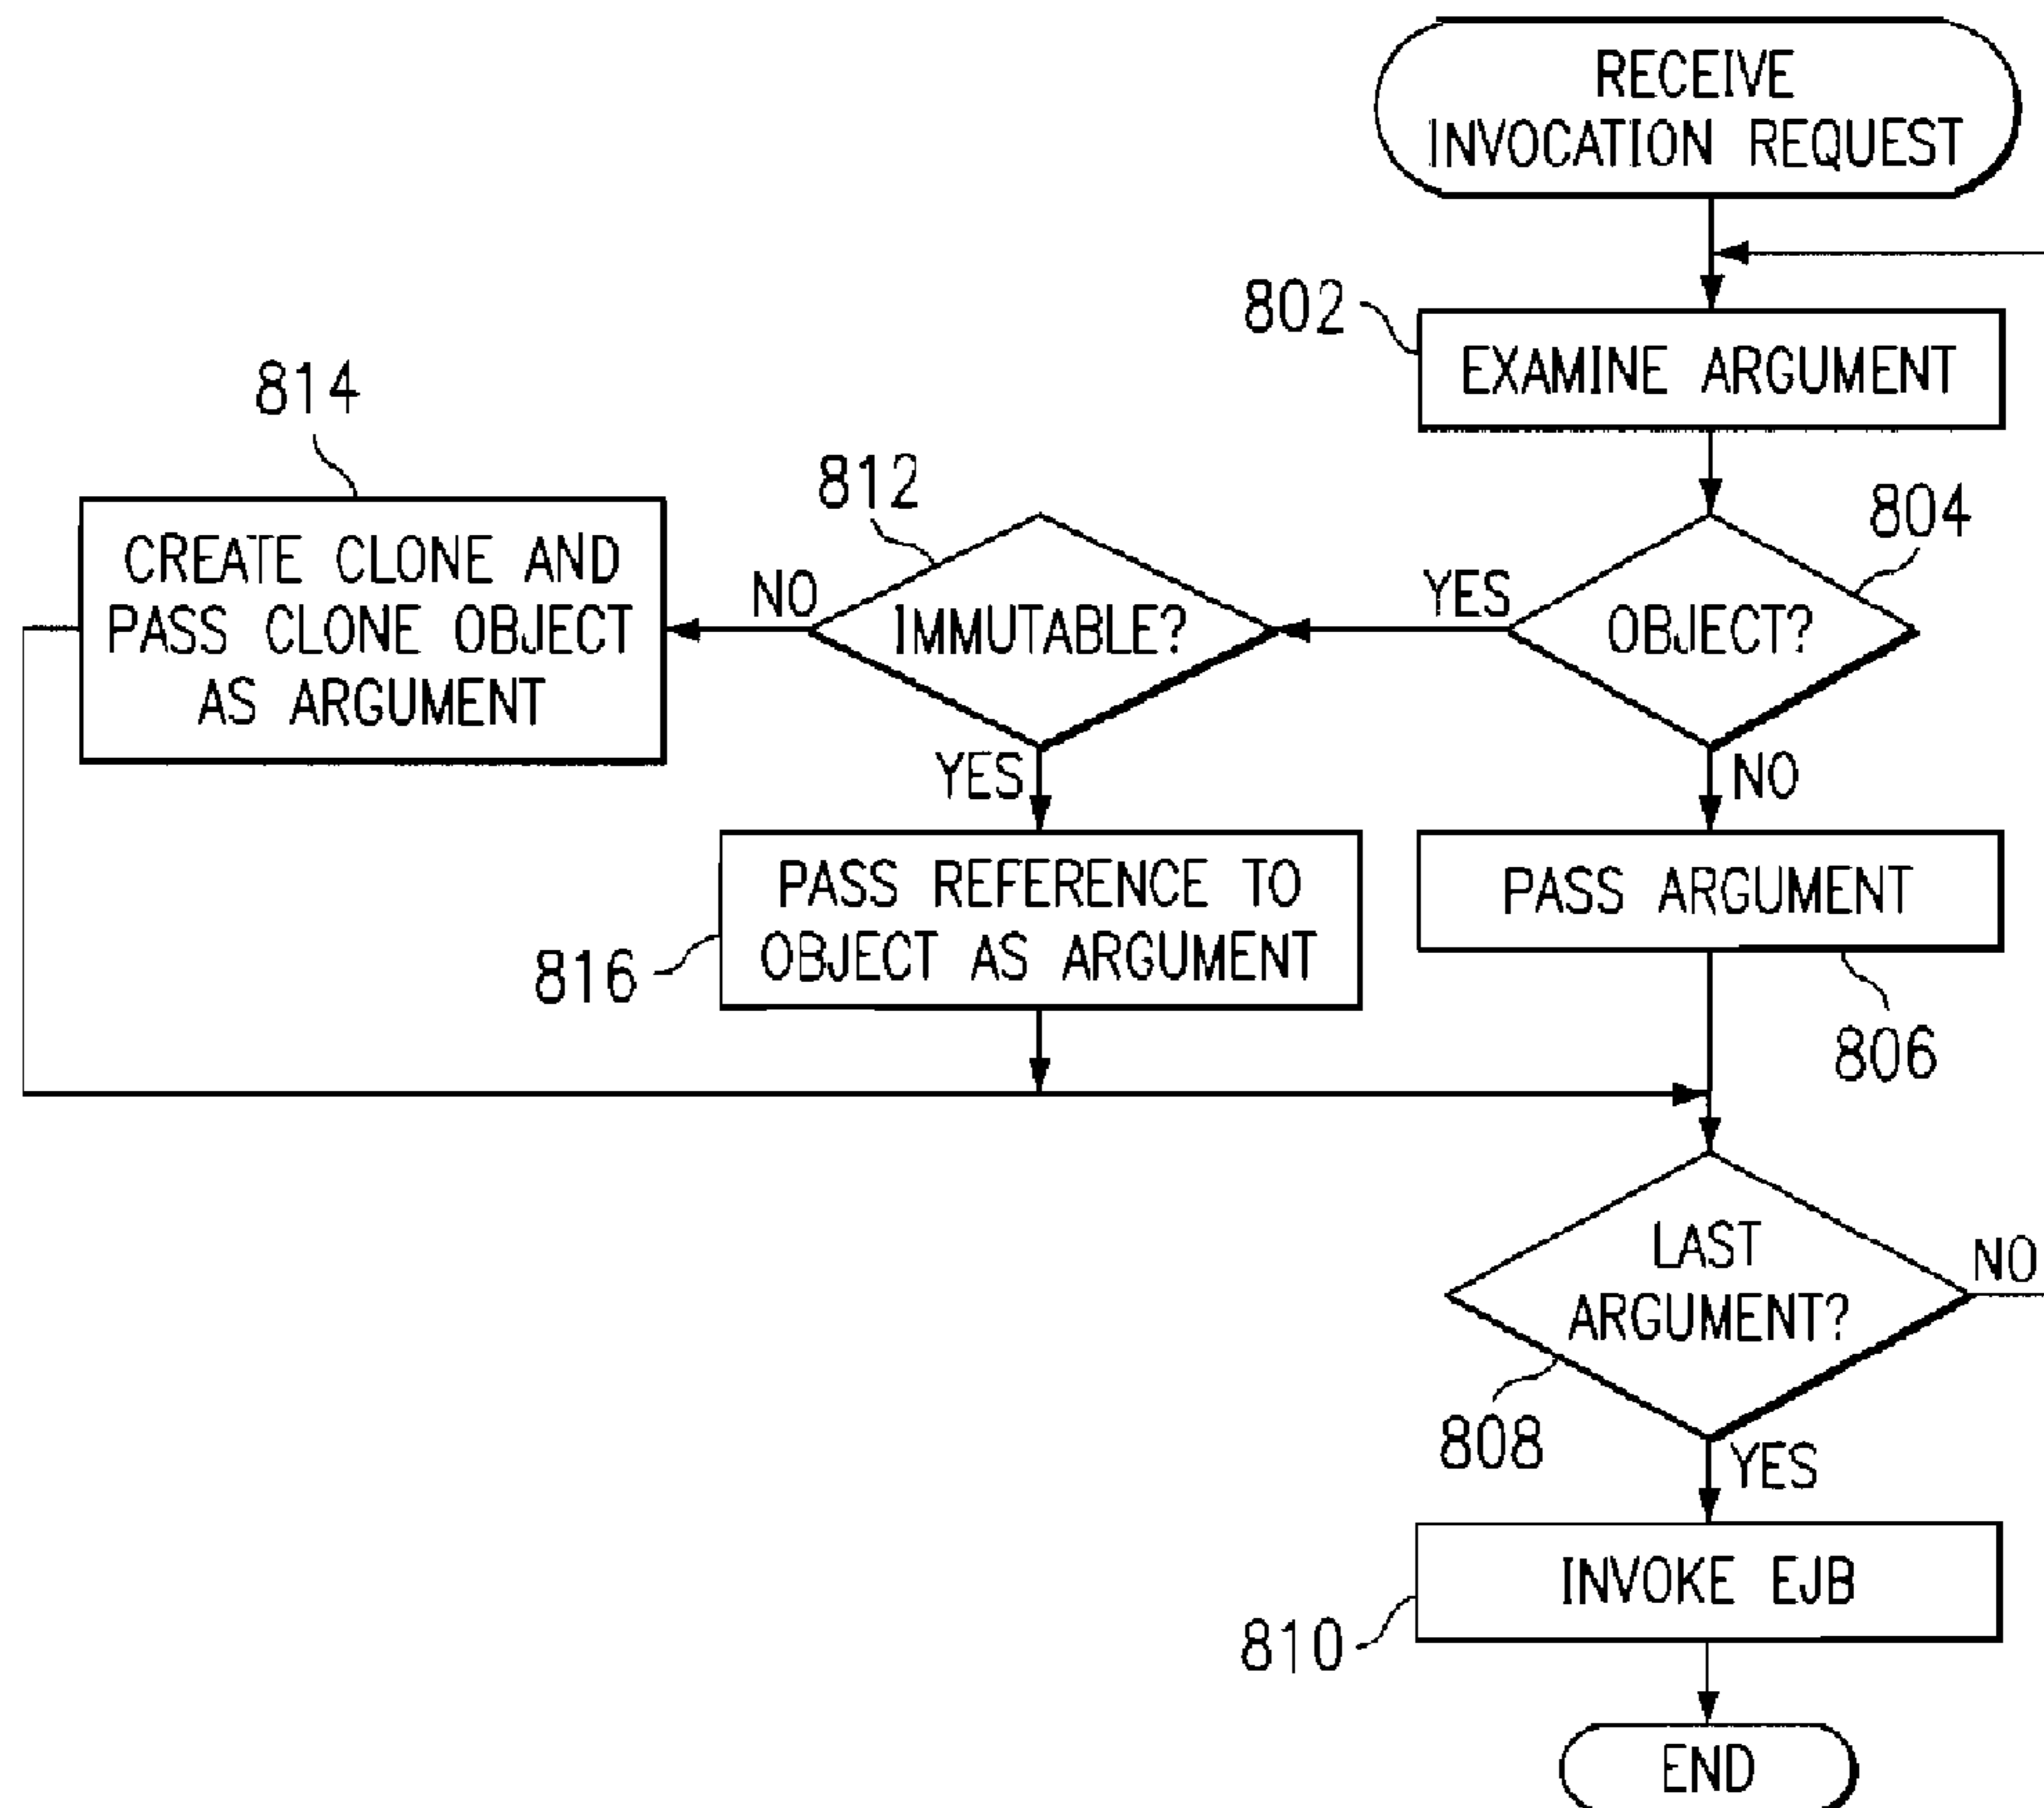 RECEIVE
INVOCATION REQUEST
802
EXAMINE ARGUMENT
814
812
804
CREATE CLONE AND
PASS CLONE OBJECT
AS ARGUMENT
NO
IMMUTABLE?
YES
OBJECT?
YES
NO
PASS REFERENCE TO
OBJECT AS ARGUMENT
816
PASS ARGUMENT
806
LAST
ARGUMENT?
NO
808
YES
INVOKE EJB
810
END